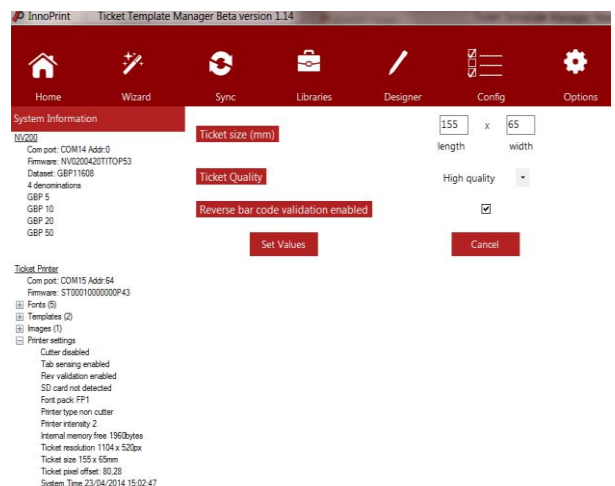 InnoPrint Ticket Template Manager Beta version 1.14
Home Wizard Sync Libraries Designer Config Options
System Information
NV200
Com port: COM14 Addr:0
Firmware: NV0200420TITOP53
Dataset: GBP11608
4 denominations
GBP 5
GBP 10
GBP 20
GBP 50
Ticket Printer
Com port: COM15 Addr:64
Firmware: ST00010000000P43
Fonts (5)
Templates (2)
Images (1)
Printer settings
Cutter disabled
Tab sensing enabled
Rev validation enabled
SD card not detected
Font pack FP1
Printer type non cutter
Printer intensity 2
Internal memory free 1960bytes
Ticket resolution 1104 x 520px
Ticket size 155 x 65mm
Ticket pixel offset: 80,28
System Time 23/04/2014 15:02:47
Ticket size (mm) 155 x 65
length width
Ticket Quality High quality
Reverse bar code validation enabled
Set Values Cancel